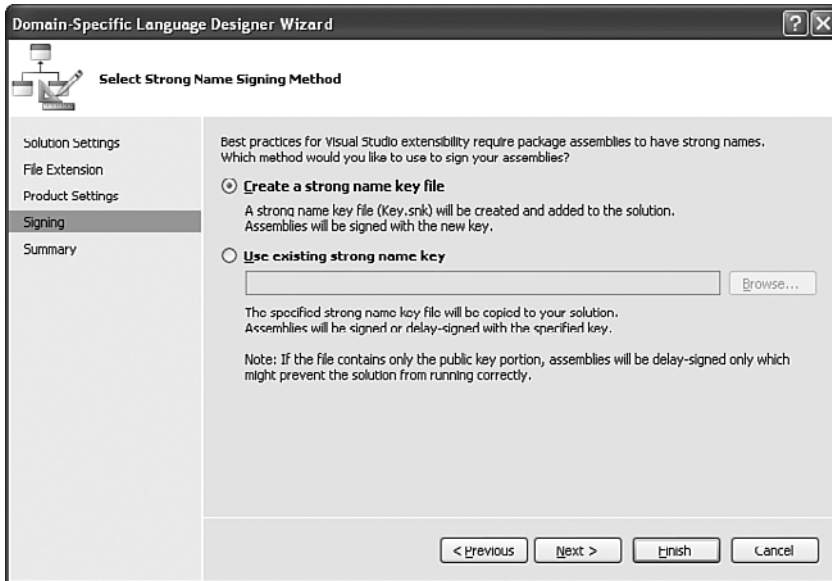 Domain-Specific Language Designer Wizard
Select Strong Name Signing Method
Solution Settings
File Extension
Product Settings
Signing
Summary
Best practices for Visual Studio extensibility require package assemblies to have strong names.
Which method would you like to use to sign your assemblies?
Create a strong name key file
A strong name key file (Key.snk) will be created and added to the solution.
Assemblies will be signed with the new key.
Use existing strong name key
Browse...
The specified strong name key file will be copied to your solution.
Assemblies will be signed or delay-signed with the specified key.
Note: If the file contains only the public key portion, assemblies will be delay-signed only which
might prevent the solution from running correctly.
< Previous Next > Finish Cancel